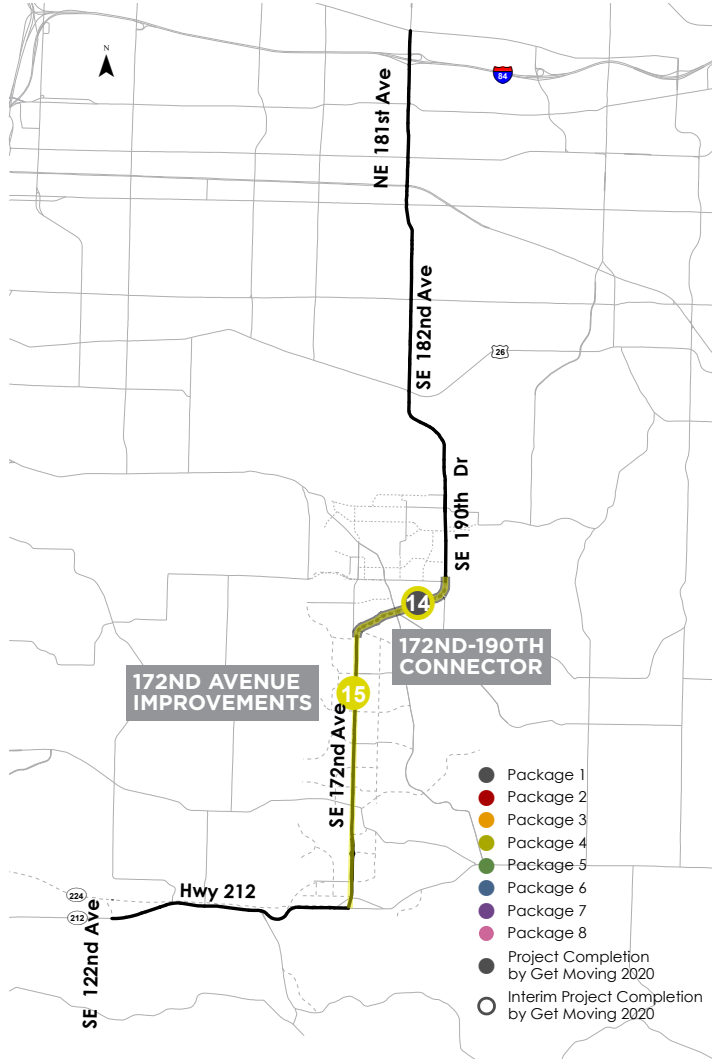 N
84
NE 181st Ave
SE 182nd Ave
26
SE 190th Dr
14
172ND-190TH
CONNECTOR
172ND AVENUE
IMPROVEMENTS
15
SE 172nd Ave
Package 1
Package 2
Package 3
Package 4
Package 5
Package 6
Package 7
Package 8
Project Completion
by Get Moving 2020
Interim Project Completion
by Get Moving 2020
224
Hwy 212
212
SE 122nd Ave